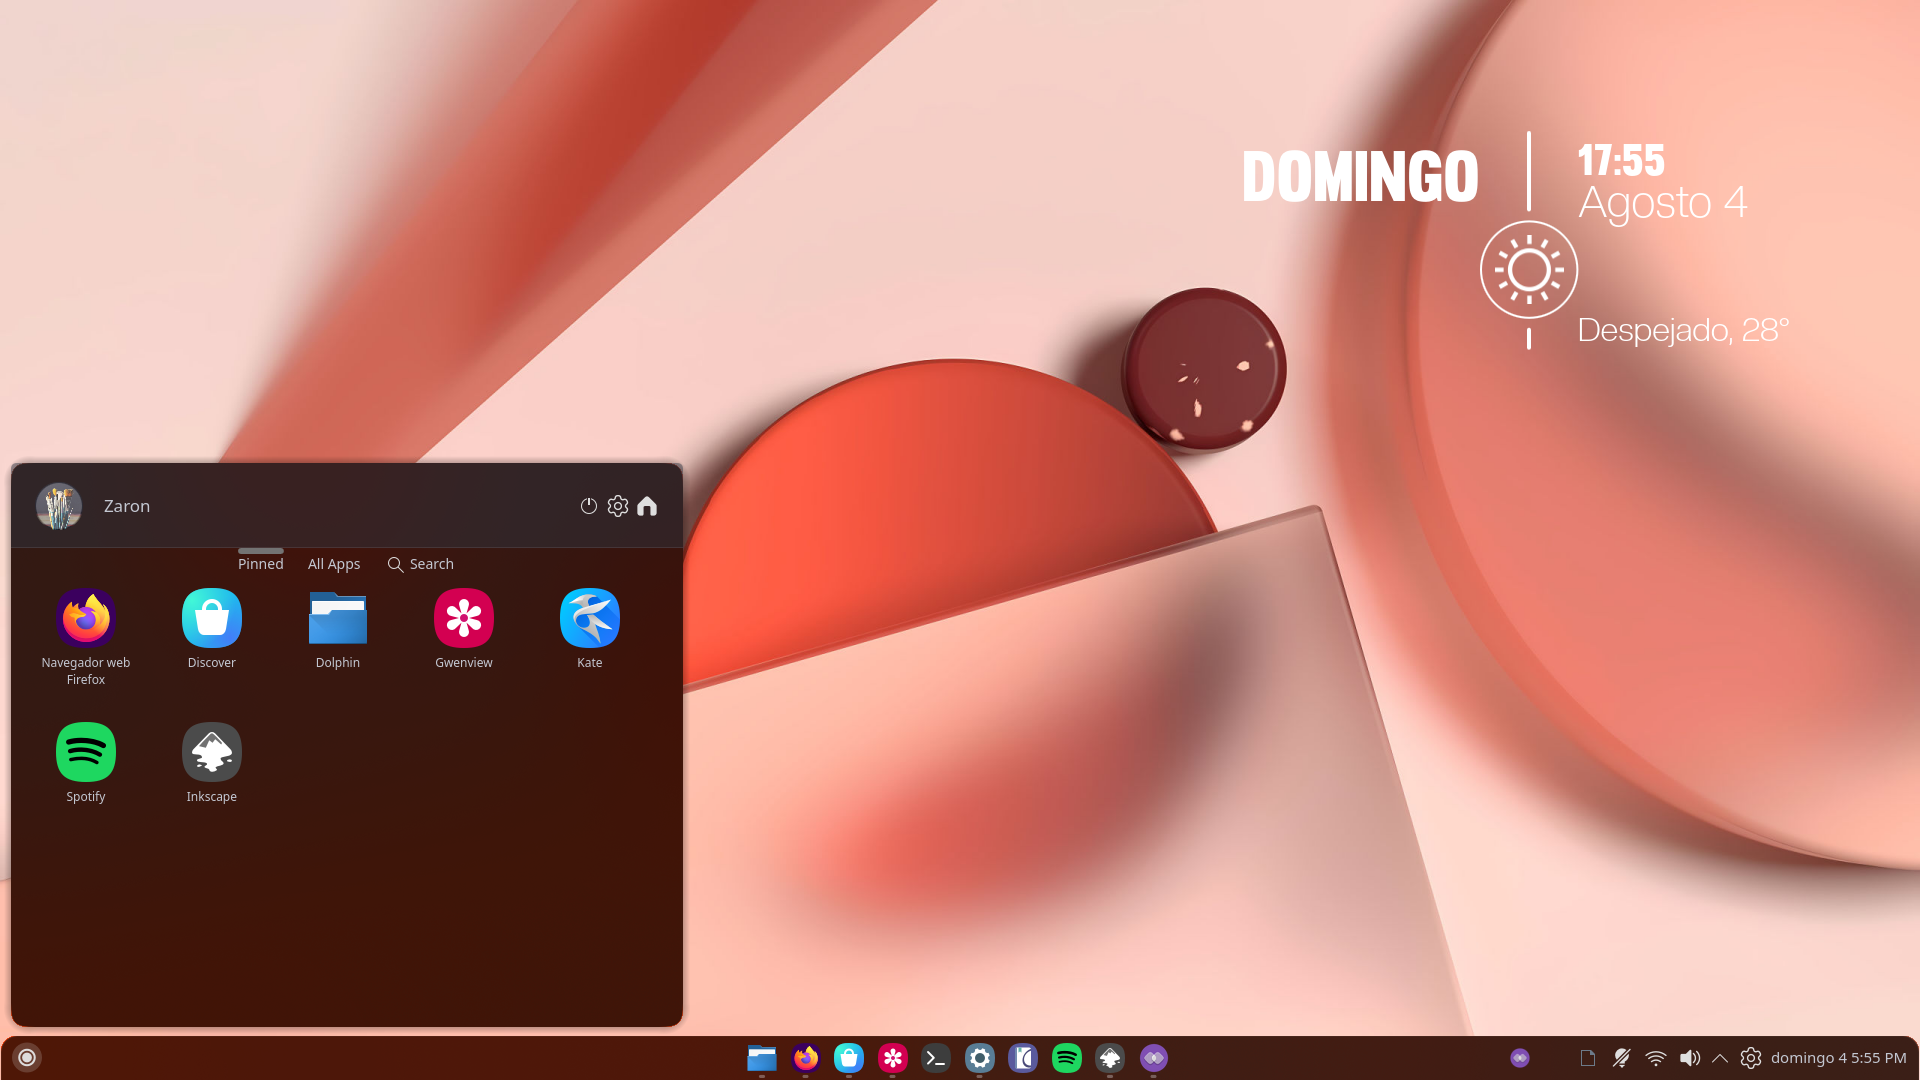 DOMINGO
17:55
Agosto 4
Despejado, 28°
Zaron
Pinned
All Apps
Search
Navegador web
Firefox
Discover
Dolphin
Gwenview
Kate
Spotify
Inkscape
domingo 4 5:55 PM